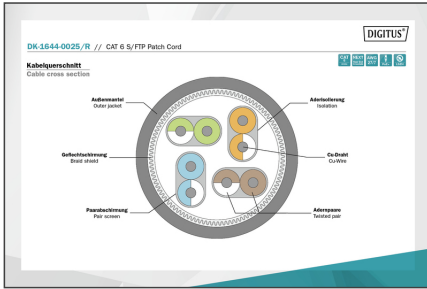 DIGITUS®
DK-1644-0025/R // CAT 6 S/FTP Patch Cord
Kabelquerschnitt
Cable cross section
Außenmantel
Outer jacket
Aderisolierung
Isolation
Geflechtschirmung
Braid shield
Cu-Draht
Cu-Wire
Paarabschirmung
Pair screen
Aderpaare
Twisted pair